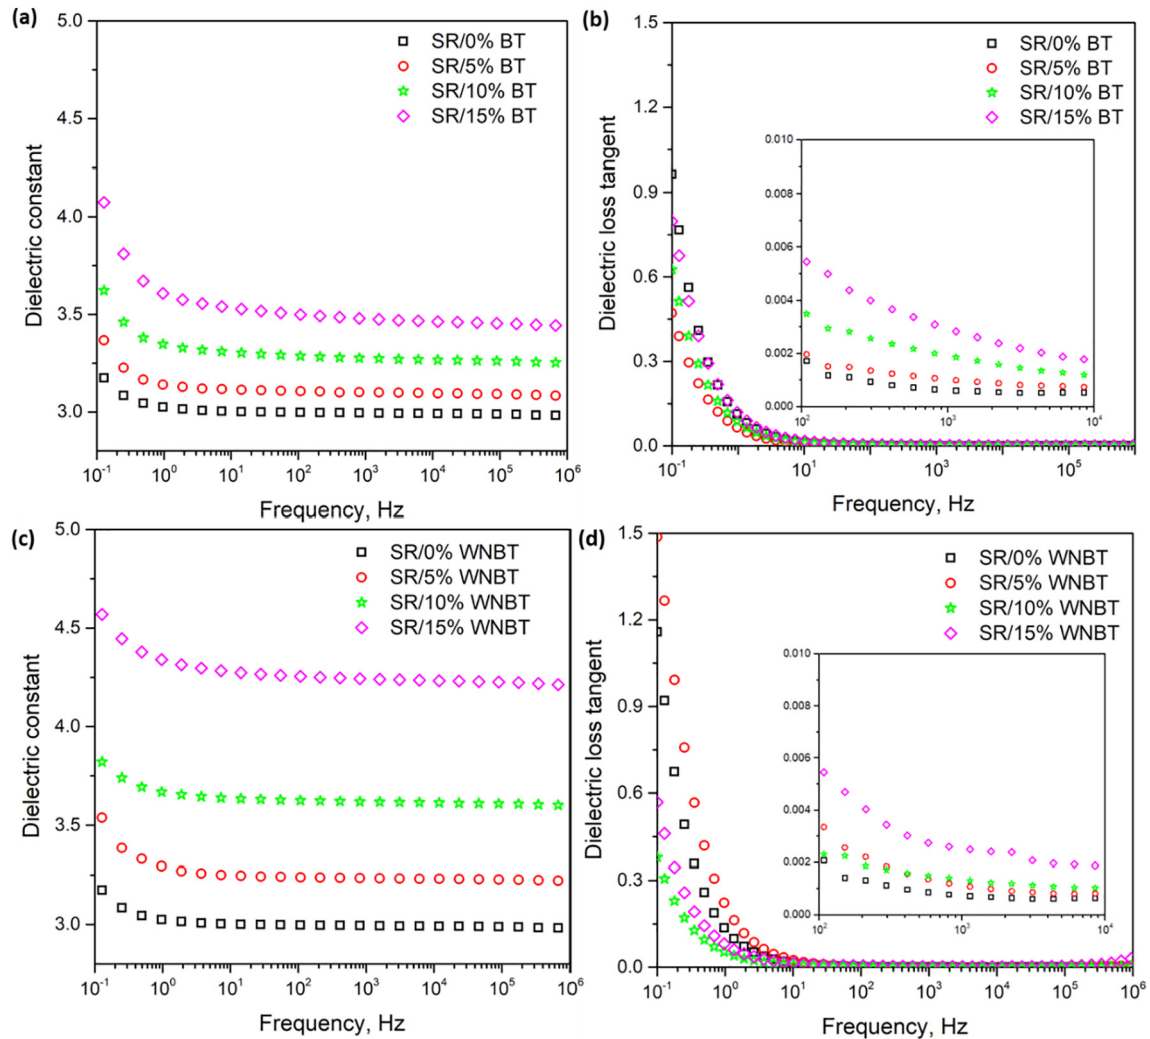 (a)
5.0
4.5
4.0
3.5
3.0
Dielectric constant
SR/0% BT
SR/5% BT
SR/10% BT
SR/15% BT
10-1 100 101 102 103 104 105 106
Frequency, Hz
(b)
1.5
1.2
0.9
0.6
0.3
0.0
Dielectric loss tangent
SR/0% BT
SR/5% BT
SR/10% BT
SR/15% BT
0.010
0.008
0.006
0.004
0.002
0.000
102 103 104
10-1 101 103 105
Frequency, Hz
(c)
5.0
4.5
4.0
3.5
3.0
Dielectric constant
SR/0% WNBT
SR/5% WNBT
SR/10% WNBT
SR/15% WNBT
10-1 100 101 102 103 104 105 106
Frequency, Hz
(d)
1.5
1.2
0.9
0.6
0.3
0.0
Dielectric loss tangent
SR/0% WNBT
SR/5% WNBT
SR/10% WNBT
SR/15% WNBT
0.010
0.008
0.006
0.004
0.002
0.000
102 103 104
10-1 100 101 102 103 104 105 106
Frequency, Hz